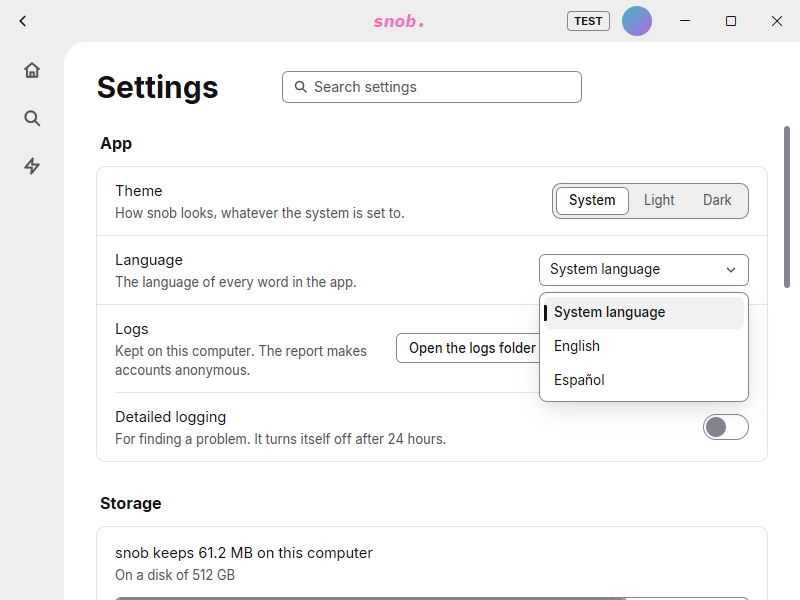 snob.
TEST
Settings
Search settings
App
Theme
How snob looks, whatever the system is set to.
System
Light
Dark
Language
The language of every word in the app.
System language
System language
English
Español
Logs
Kept on this computer. The report makes
accounts anonymous.
Open the logs folder
Detailed logging
For finding a problem. It turns itself off after 24 hours.
Storage
snob keeps 61.2 MB on this computer
On a disk of 512 GB